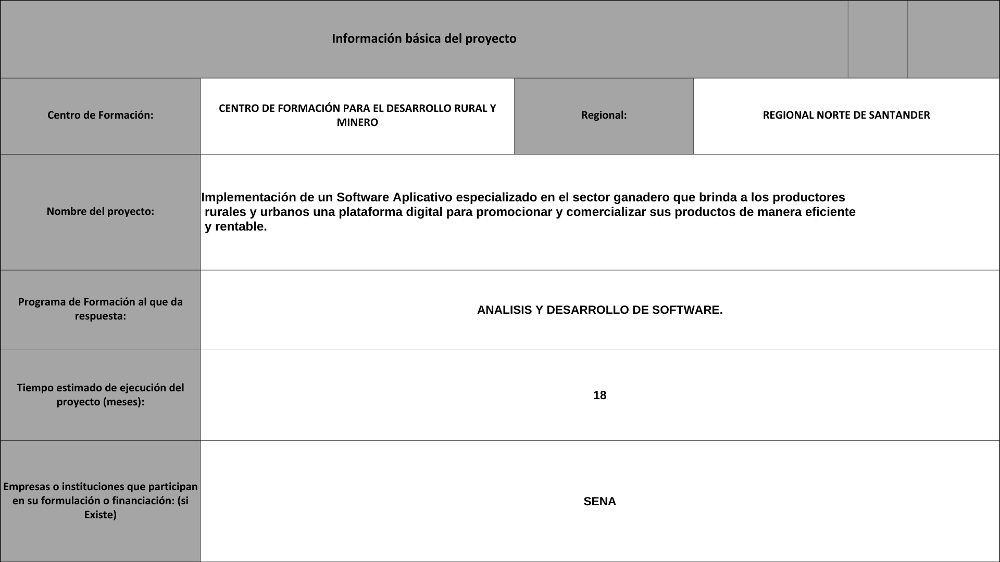 Información básica del proyecto
Centro de Formación:
CENTRO DE FORMACIÓN PARA EL DESARROLLO RURAL Y
MINERO
Regional:
REGIONAL NORTE DE SANTANDER
Nombre del proyecto:
Implementación de un Software Aplicativo especializado en el sector ganadero que brinda a los productores
rurales y urbanos una plataforma digital para promocionar y comercializar sus productos de manera eficiente
y rentable.
Programa de Formación al que da
respuesta:
ANALISIS Y DESARROLLO DE SOFTWARE.
Tiempo estimado de ejecución del
proyecto (meses):
18
Empresas o instituciones que participan
en su formulación o financiación: (si
Existe)
SENA